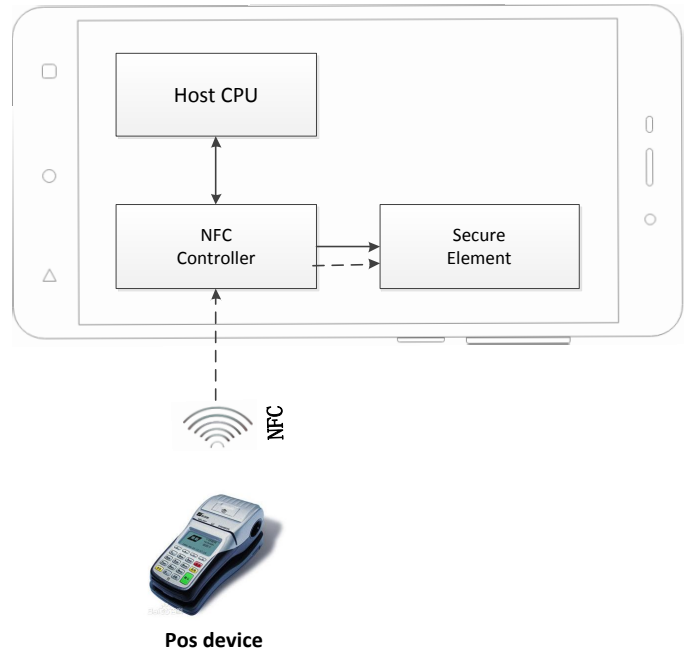 Host CPU
NFC
Controller
Secure
Element
NFC
Pos device